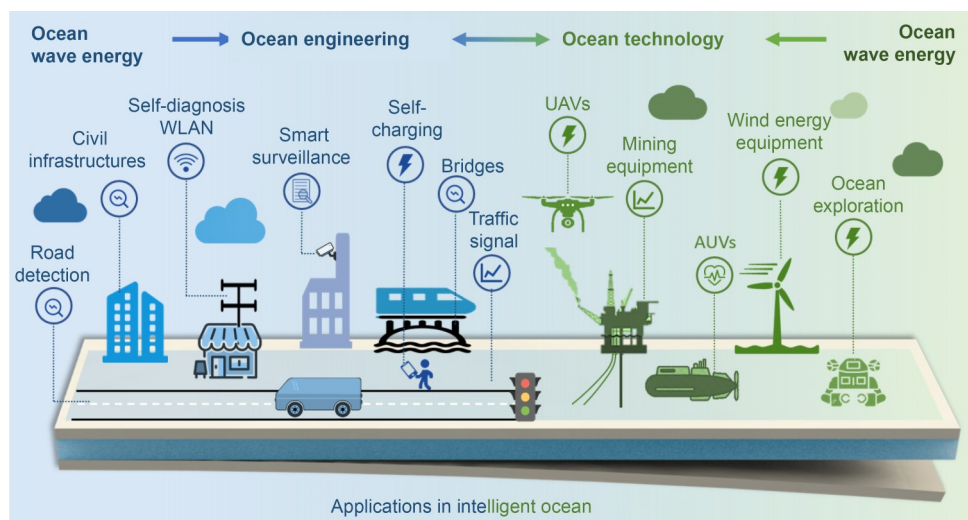 Ocean
wave energy
Ocean engineering
Ocean technology
Ocean
wave energy
Self-diagnosis
WLAN
Civil
infrastructures
Smart
surveillance
Self-
charging
Bridges
Traffic
signal
Road
detection
UAVs
Mining
equipment
Wind energy
equipment
Ocean
exploration
AUVs
Applications in intelligent ocean